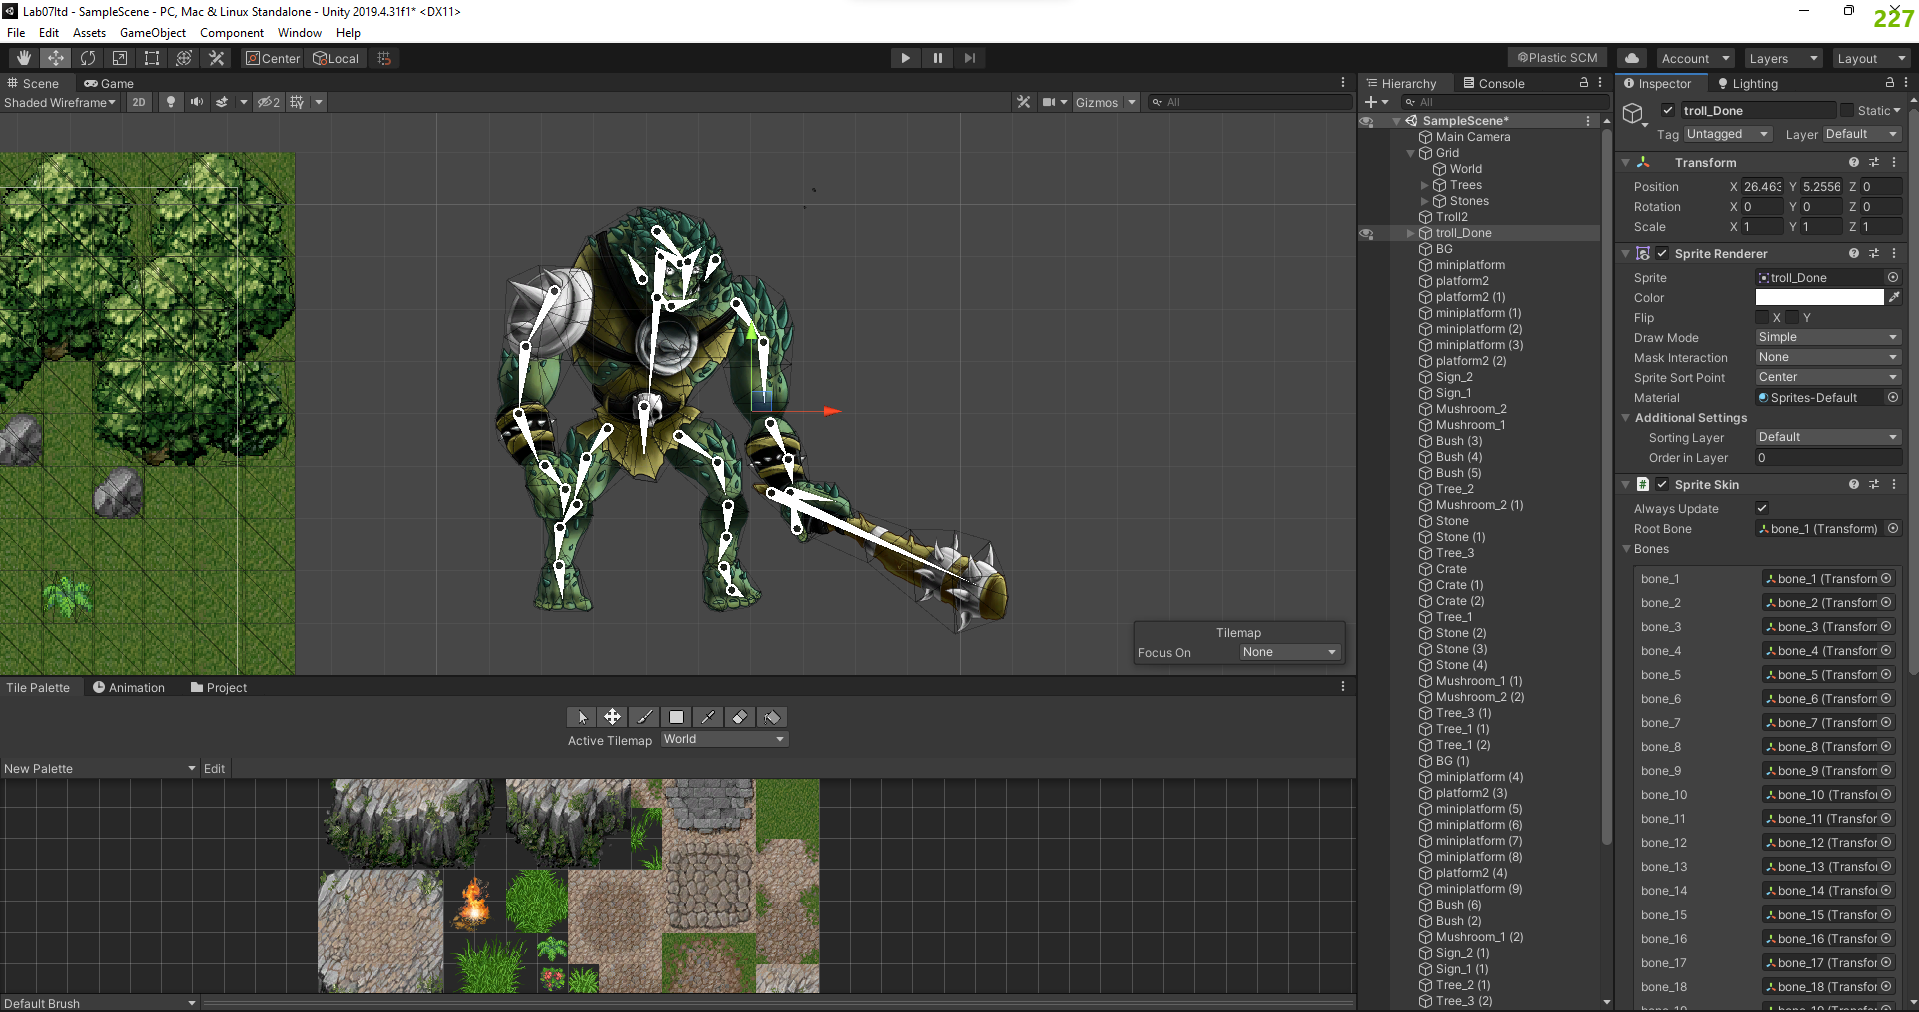 Lab07ltd - SampleScene - PC, Mac & Linux Standalone - Unity 2019.4.31f1* <DX11>
227
File Edit Assets GameObject Component Window Help
Center Local Plastic SCM Account Layers Layout
Scene Game
Shaded Wireframe 2D 2 Gizmos All
Tilemap
Focus On None
Tile Palette Animation Project
Active Tilemap World
New Palette Edit
Default Brush
Hierarchy Console
All
SampleScene*
Main Camera
Grid
World
Trees
Stones
Troll2
troll_Done
BG
miniplatform
platform2
platform2 (1)
miniplatform (1)
miniplatform (2)
miniplatform (3)
platform2 (2)
Sign_2
Sign_1
Mushroom_2
Mushroom_1
Bush (3)
Bush (4)
Bush (5)
Tree_2
Mushroom_2 (1)
Stone
Stone (1)
Tree_3
Crate
Crate (1)
Crate (2)
Tree_1
Stone (2)
Stone (3)
Stone (4)
Mushroom_1 (1)
Mushroom_2 (2)
Tree_3 (1)
Tree_1 (1)
Tree_1 (2)
BG (1)
miniplatform (4)
platform2 (3)
miniplatform (5)
miniplatform (6)
miniplatform (7)
miniplatform (8)
platform2 (4)
miniplatform (9)
Bush (6)
Bush (2)
Mushroom_1 (2)
Sign_2 (1)
Sign_1 (1)
Tree_2 (1)
Tree_3 (2)
Inspector Lighting
troll_Done Static
Tag Untagged Layer Default
Transform
Position X 26.463 Y 5.2556 Z 0
Rotation X 0 Y 0 Z 0
Scale X 1 Y 1 Z 1
Sprite Renderer
Sprite troll_Done
Color
Flip X Y
Draw Mode Simple
Mask Interaction None
Sprite Sort Point Center
Material Sprites-Default
Additional Settings
Sorting Layer Default
Order in Layer 0
Sprite Skin
Always Update
Root Bone bone_1 (Transform)
Bones
bone_1 bone_1 (Transform
bone_2 bone_2 (Transforr
bone_3 bone_3 (Transforr
bone_4 bone_4 (Transforr
bone_5 bone_5 (Transforr
bone_6 bone_6 (Transforr
bone_7 bone_7 (Transforr
bone_8 bone_8 (Transforr
bone_9 bone_9 (Transforr
bone_10 bone_10 (Transfor
bone_11 bone_11 (Transfor
bone_12 bone_12 (Transfor
bone_13 bone_13 (Transfor
bone_14 bone_14 (Transfor
bone_15 bone_15 (Transfor
bone_16 bone_16 (Transfor
bone_17 bone_17 (Transfor
bone_18 bone_18 (Transfor